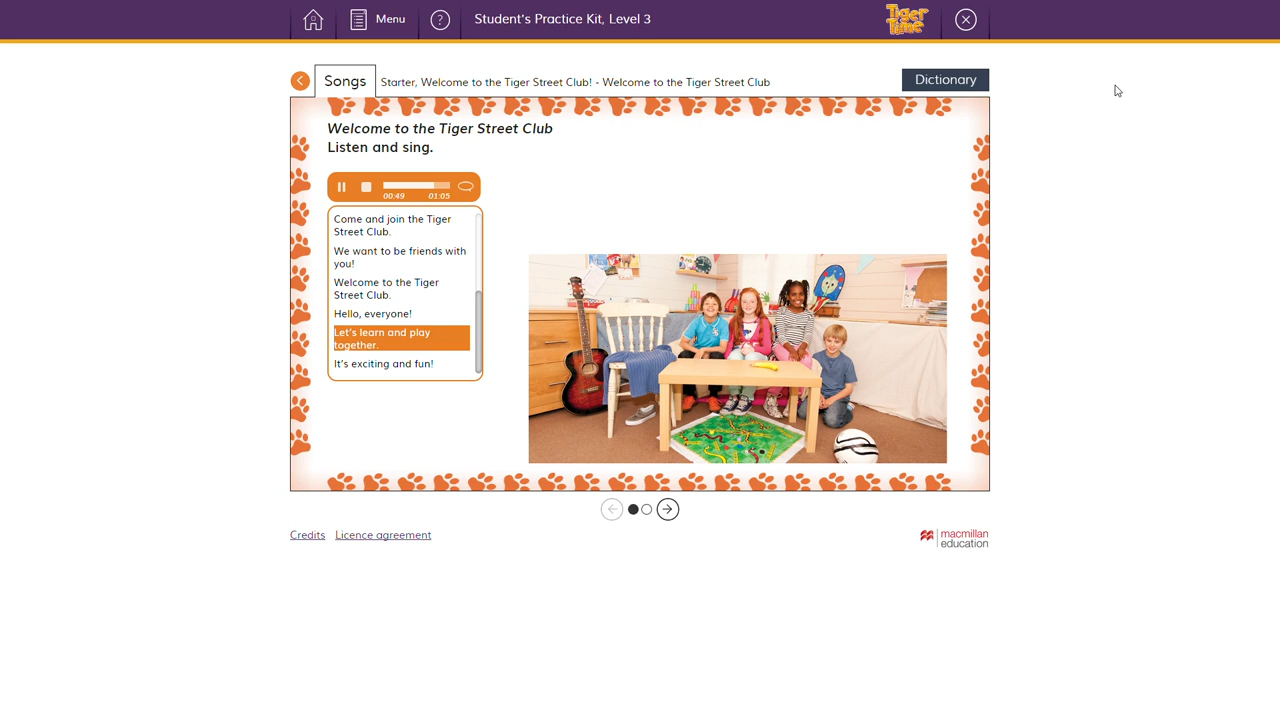 Menu
?
Student's Practice Kit, Level 3
Tiger Time
Songs
Starter, Welcome to the Tiger Street Club! - Welcome to the Tiger Street Club
Dictionary
Welcome to the Tiger Street Club
Listen and sing.
00:49
01:05
Come and join the Tiger
Street Club.
We want to be friends with
you!
Welcome to the Tiger
Street Club.
Hello, everyone!
Let's learn and play
together.
It's exciting and fun!
Credits
Licence agreement
macmillan
education